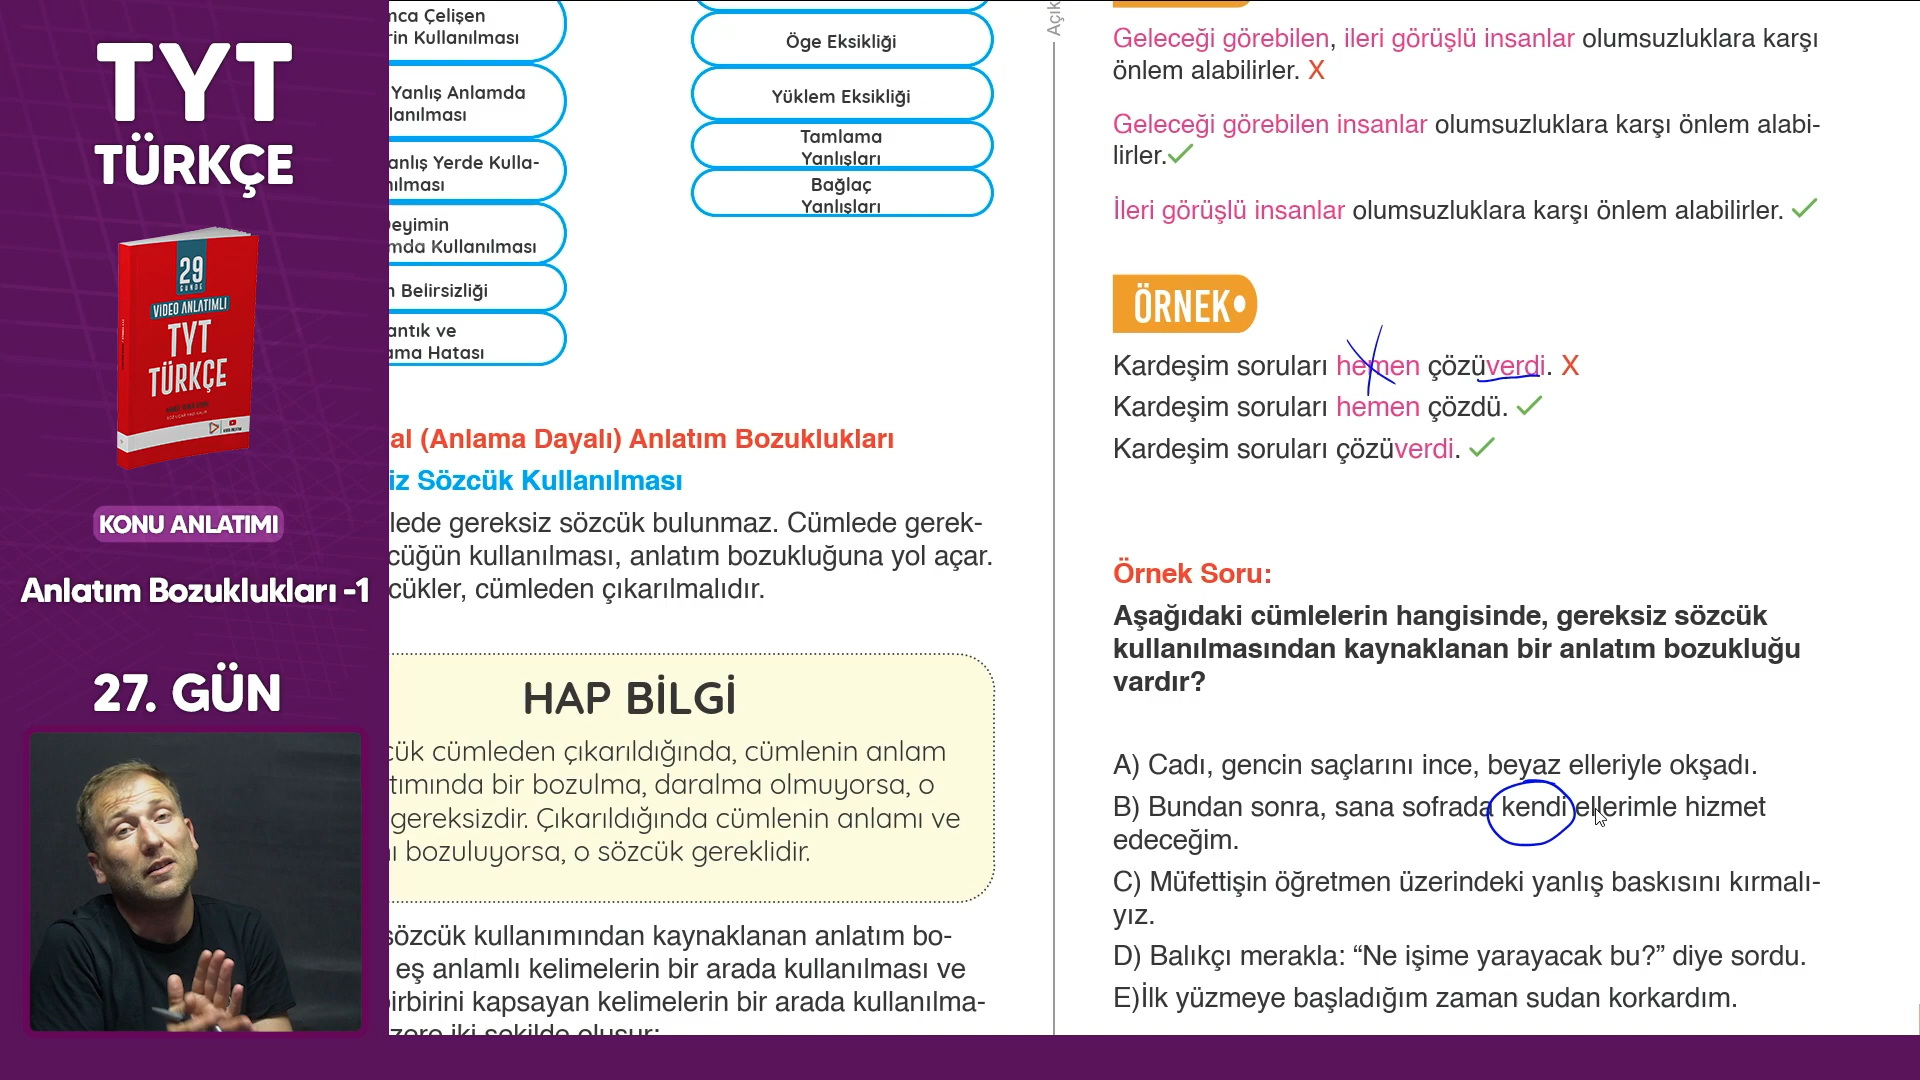 TYT
TÜRKÇE
29
GÜNDE
VİDEO ANLATIMLI
TYT
TÜRKÇE
KONU ANLATIMI
Anlatım Bozuklukları -1
27. GÜN
nca Çelişen
rin Kullanılması
Yanlış Anlamda
lanılması
anlış Yerde Kulla-
nılması
Deyimin
mda Kullanılması
n Belirsizliği
antık ve
ama Hatası
Öge Eksikliği
Yüklem Eksikliği
Tamlama
Yanlışları
Bağlaç
Yanlışları
al (Anlama Dayalı) Anlatım Bozuklukları
iz Sözcük Kullanılması
lede gereksiz sözcük bulunmaz. Cümlede gerek-
cüğün kullanılması, anlatım bozukluğuna yol açar.
cükler, cümleden çıkarılmalıdır.
HAP BİLGİ
cük cümleden çıkarıldığında, cümlenin anlam
tımında bir bozulma, daralma olmuyorsa, o
gereksizdir. Çıkarıldığında cümlenin anlamı ve
ı bozuluyorsa, o sözcük gereklidir.
sözcük kullanımından kaynaklanan anlatım bo-
eş anlamlı kelimelerin bir arada kullanılması ve
birbirini kapsayan kelimelerin bir arada kullanılma-
zere iki şekilde oluşur:
Açık
Geleceği görebilen, ileri görüşlü insanlar olumsuzluklara karşı
önlem alabilirler. X
Geleceği görebilen insanlar olumsuzluklara karşı önlem alabi-
lirler.✓
İleri görüşlü insanlar olumsuzluklara karşı önlem alabilirler. ✓
ÖRNEK•
Kardeşim soruları hemen çözüverdi. X
Kardeşim soruları hemen çözdü. ✓
Kardeşim soruları çözüverdi. ✓
Örnek Soru:
Aşağıdaki cümlelerin hangisinde, gereksiz sözcük
kullanılmasından kaynaklanan bir anlatım bozukluğu
vardır?
A) Cadı, gencin saçlarını ince, beyaz elleriyle okşadı.
B) Bundan sonra, sana sofrada kendi ellerimle hizmet
edeceğim.
C) Müfettişin öğretmen üzerindeki yanlış baskısını kırmalı-
yız.
D) Balıkçı merakla: “Ne işime yarayacak bu?” diye sordu.
E)İlk yüzmeye başladığım zaman sudan korkardım.